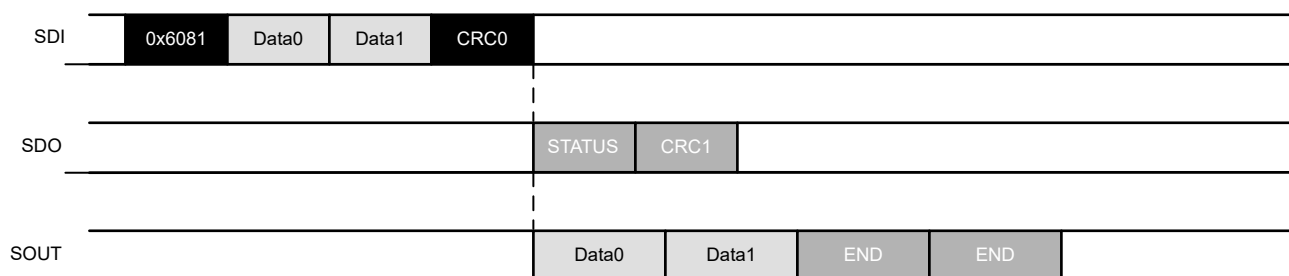 SDI 0x6081 Data0 Data1 CRC0
SDO STATUS CRC1
SOUT Data0 Data1 END END